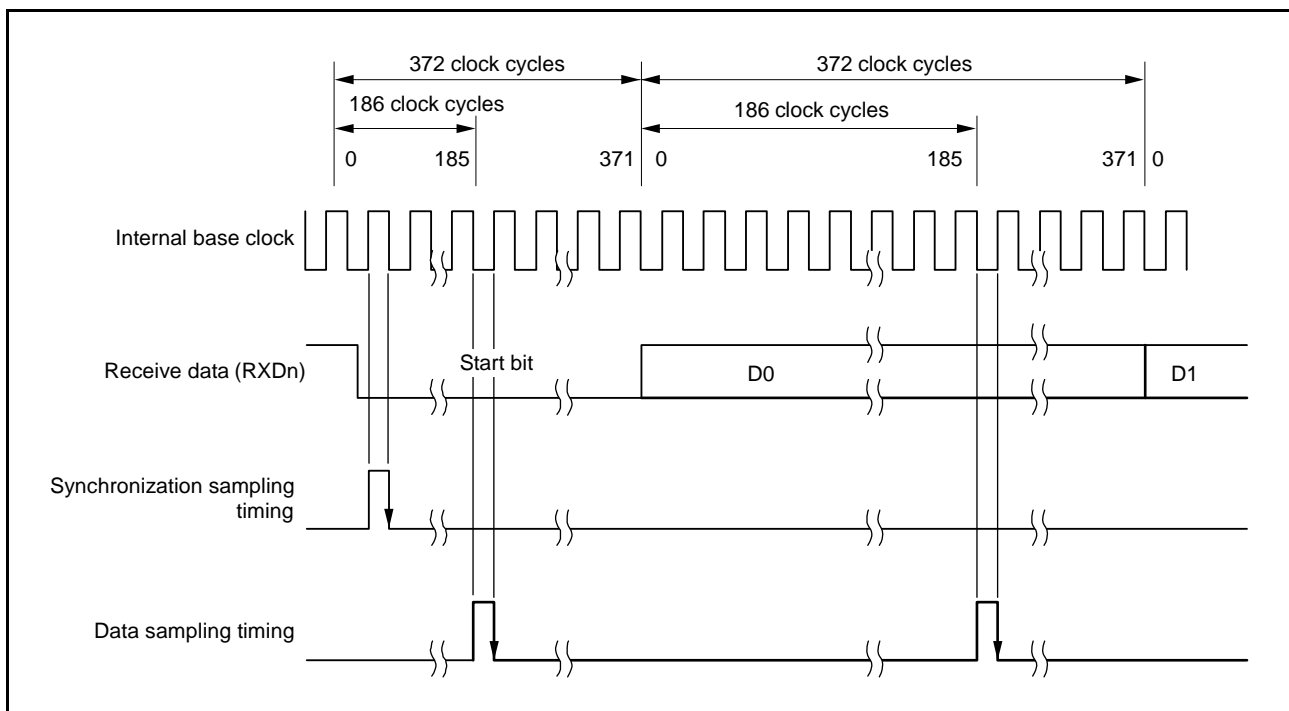 372 clock cycles
372 clock cycles
186 clock cycles
186 clock cycles
0
185
371
0
185
371
0
Internal base clock
Receive data (RXDn)
Start bit
D0
D1
Synchronization sampling
timing
Data sampling timing